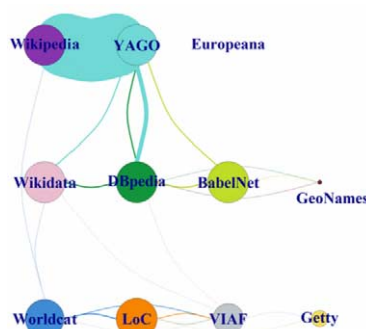 Wikipedia YAGO Europeana
Wikidata DBpedia BabelNet
GeoNames
Worldcat LoC VIAF Getty